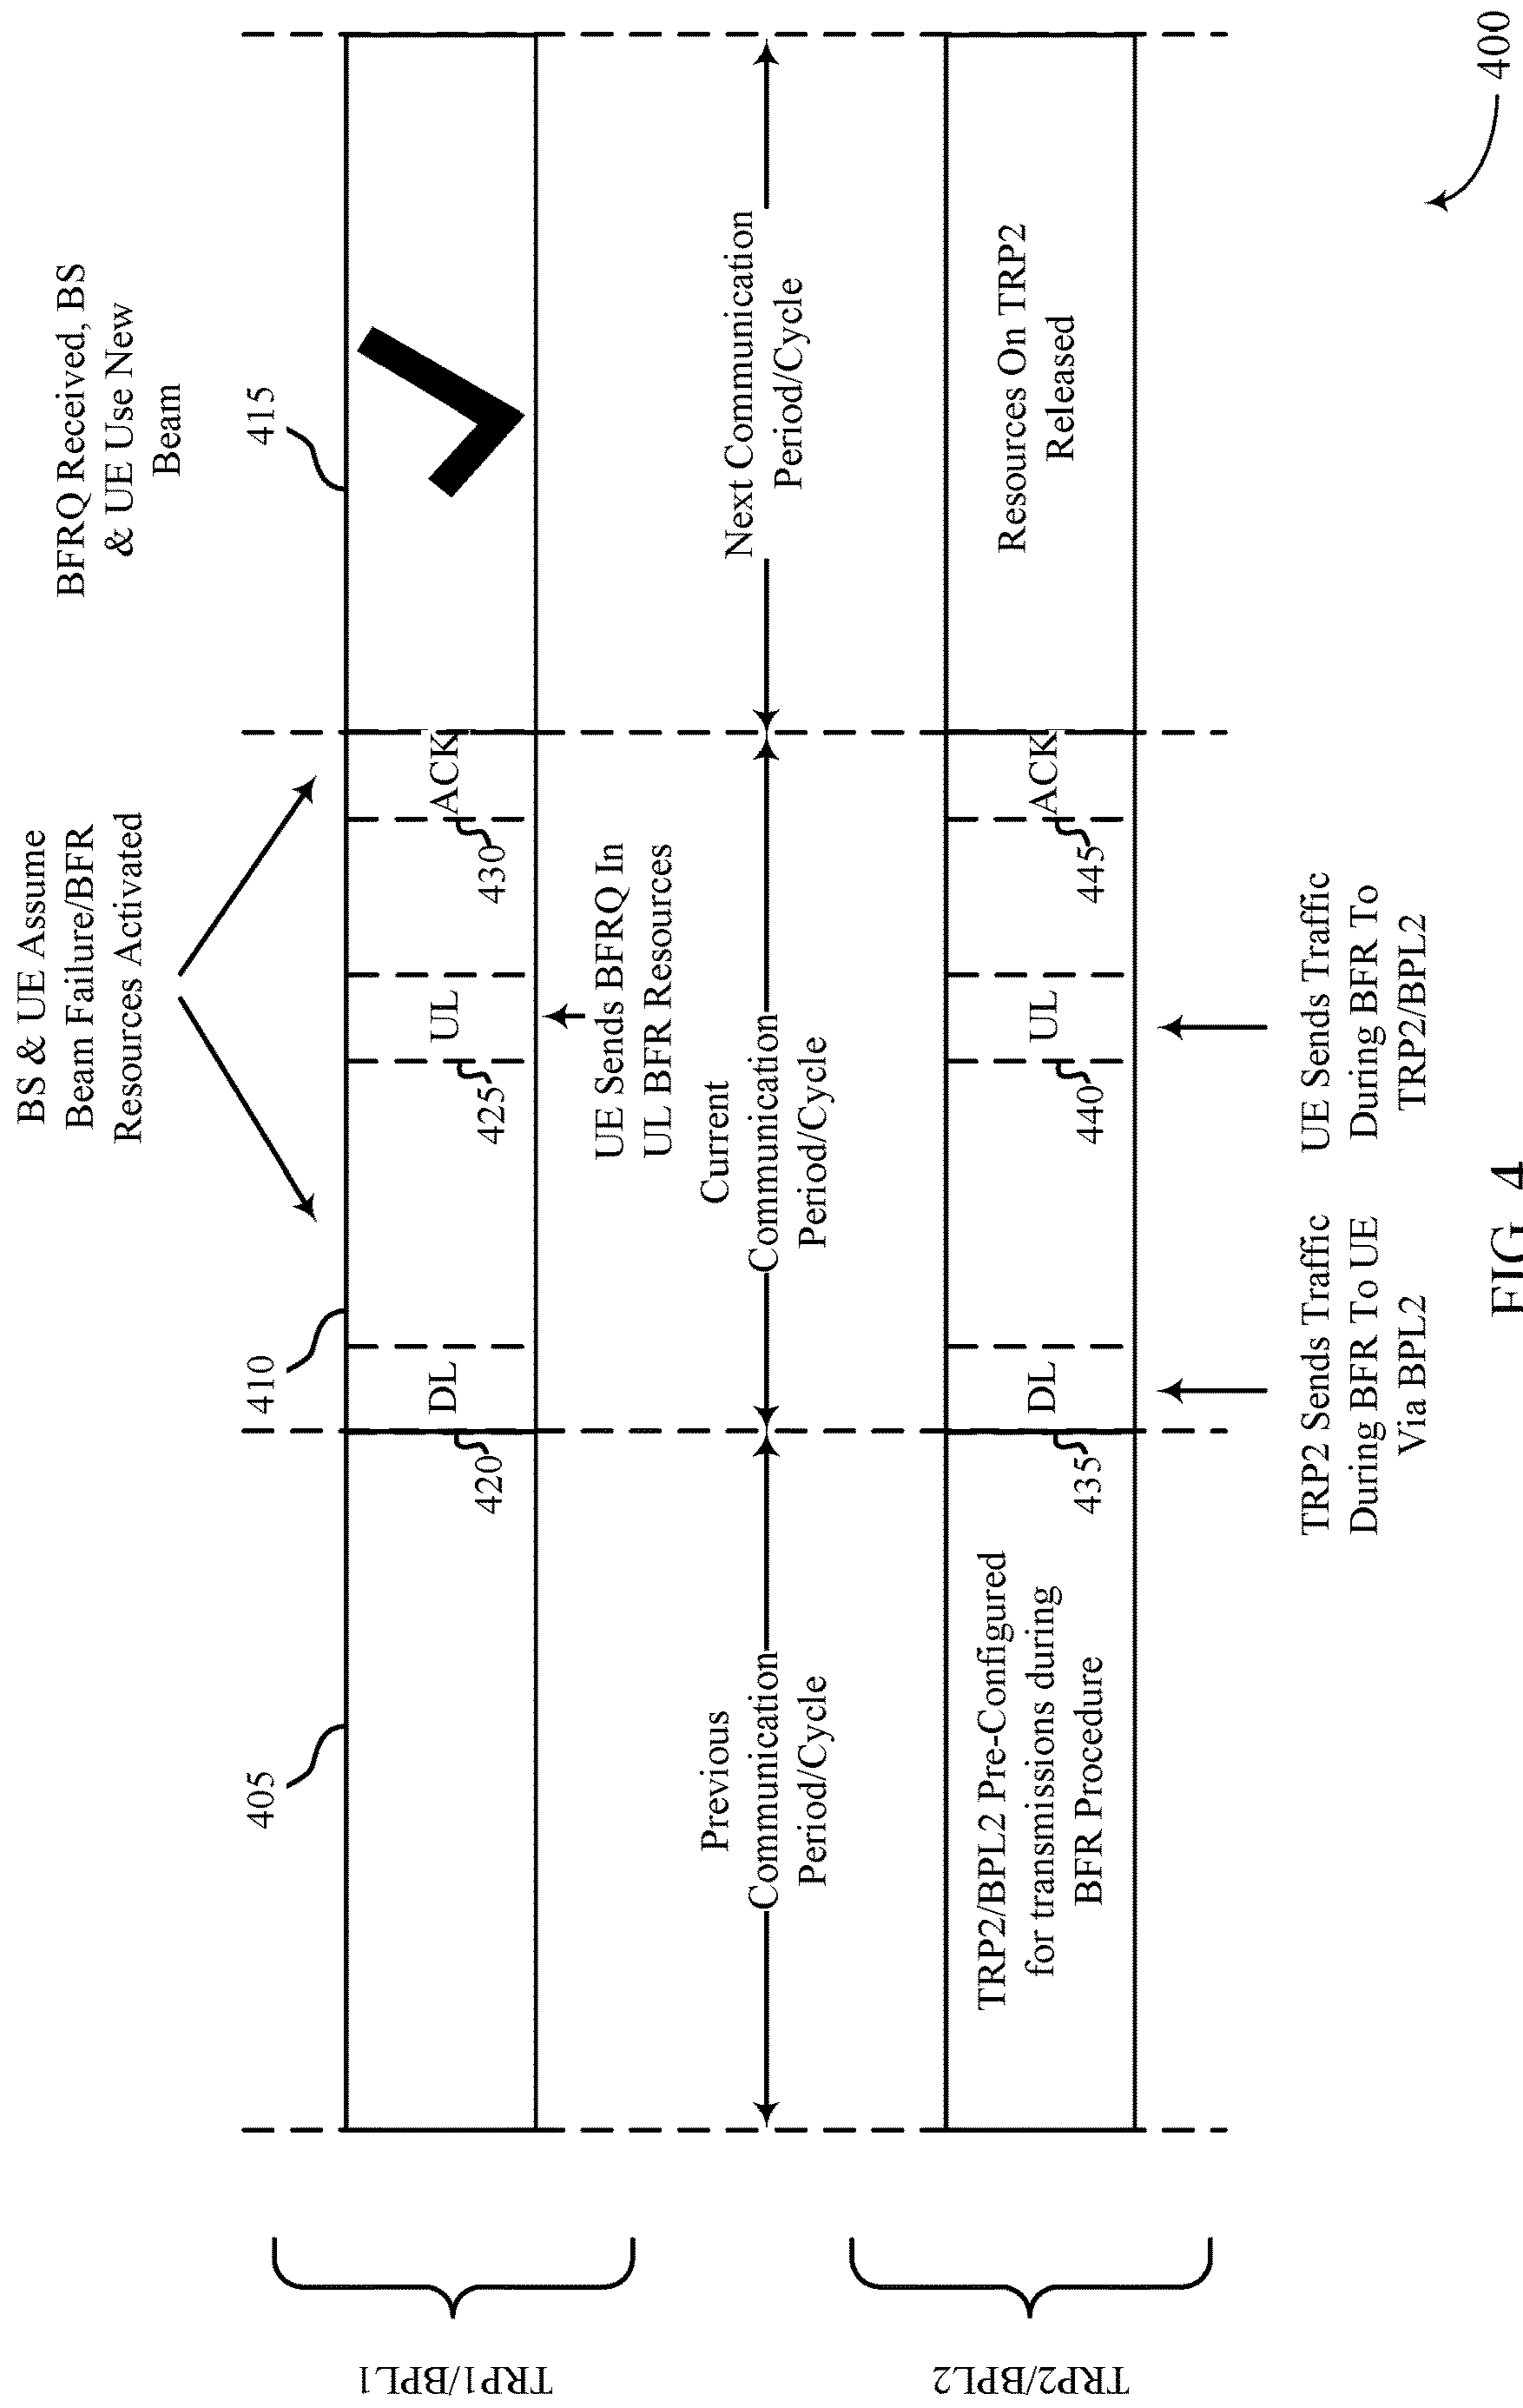 BS & UE Assume
Beam Failure/BFR
Resources Activated
BFRQ Received, BS
& UE Use New
Beam
405
410
415
TRP1/BPL1
420
DL
425
UL
430
ACK
UE Sends BFRQ In
UL BFR Resources
Previous
Communication
Period/Cycle
Current
Communication
Period/Cycle
Next Communication
Period/Cycle
TRP2/BPL2
TRP2/BPL2 Pre-Configured
for transmissions during
BFR Procedure
435
DL
440
UL
445
ACK
Resources On TRP2
Released
TRP2 Sends Traffic
During BFR To UE
Via BPL2
UE Sends Traffic
During BFR To
TRP2/BPL2
400
FIG. 4